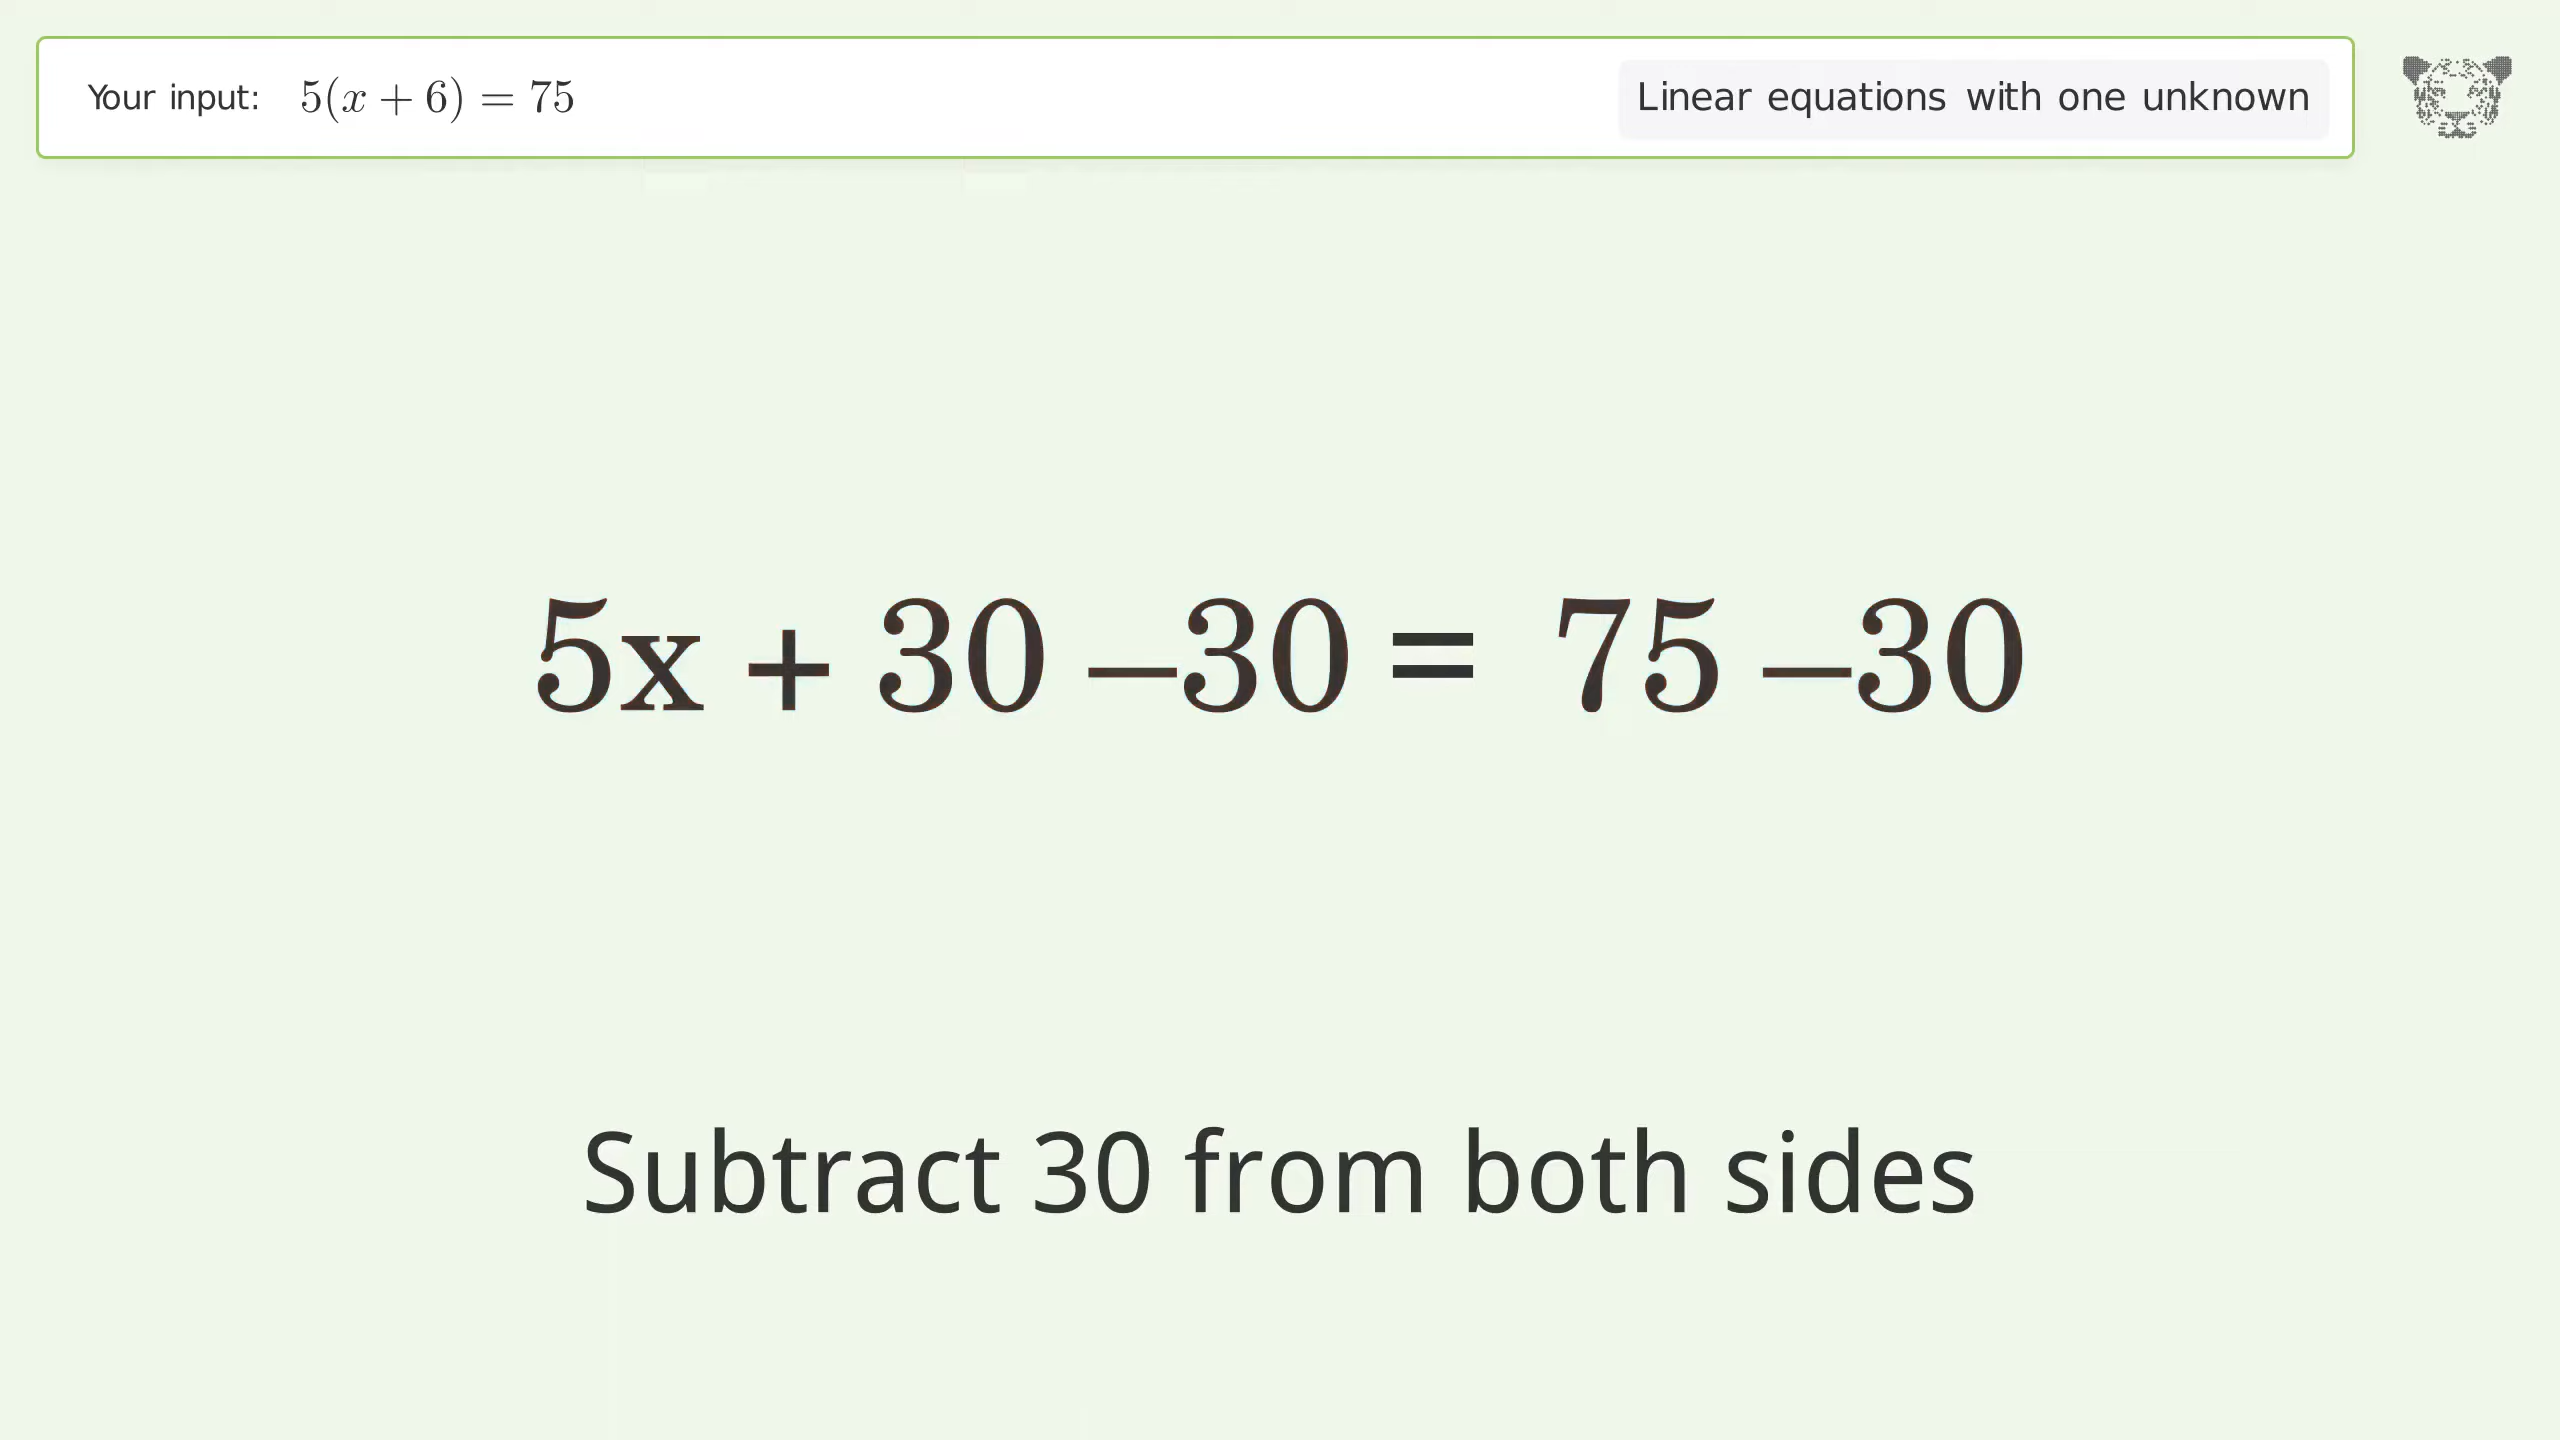 Your input: 5(x + 6) = 75 Linear equations with one unknown
5x + 30 –30 = 75 –30
Subtract 30 from both sides